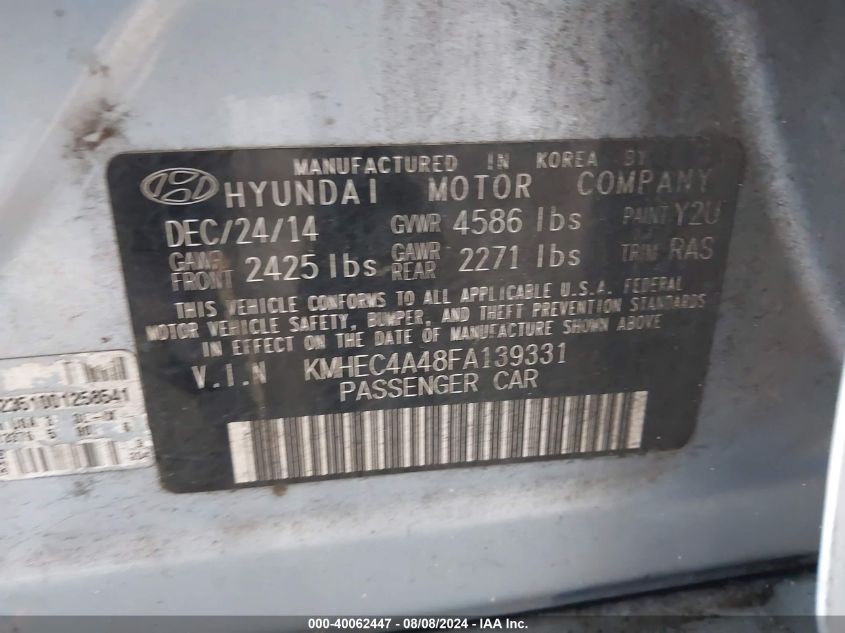 MANUFACTURED IN KOREA BY
HYUNDAI MOTOR COMPANY
DEC/24/14 GVWR 4586 lbs PAINT Y2U
GAWR FRONT 2425 lbs GAWR REAR 2271 lbs TRIM RAS
THIS VEHICLE CONFORMS TO ALL APPLICABLE U.S.A. FEDERAL
MOTOR VEHICLE SAFETY, BUMPER, AND THEFT PREVENTION STANDARDS
IN EFFECT ON THE DATE OF MANUFACTURE SHOWN ABOVE
V.I.N KMHEC4A48FA139331
PASSENGER CAR
2351001258541
000-40062447 - 08/08/2024 - IAA Inc.